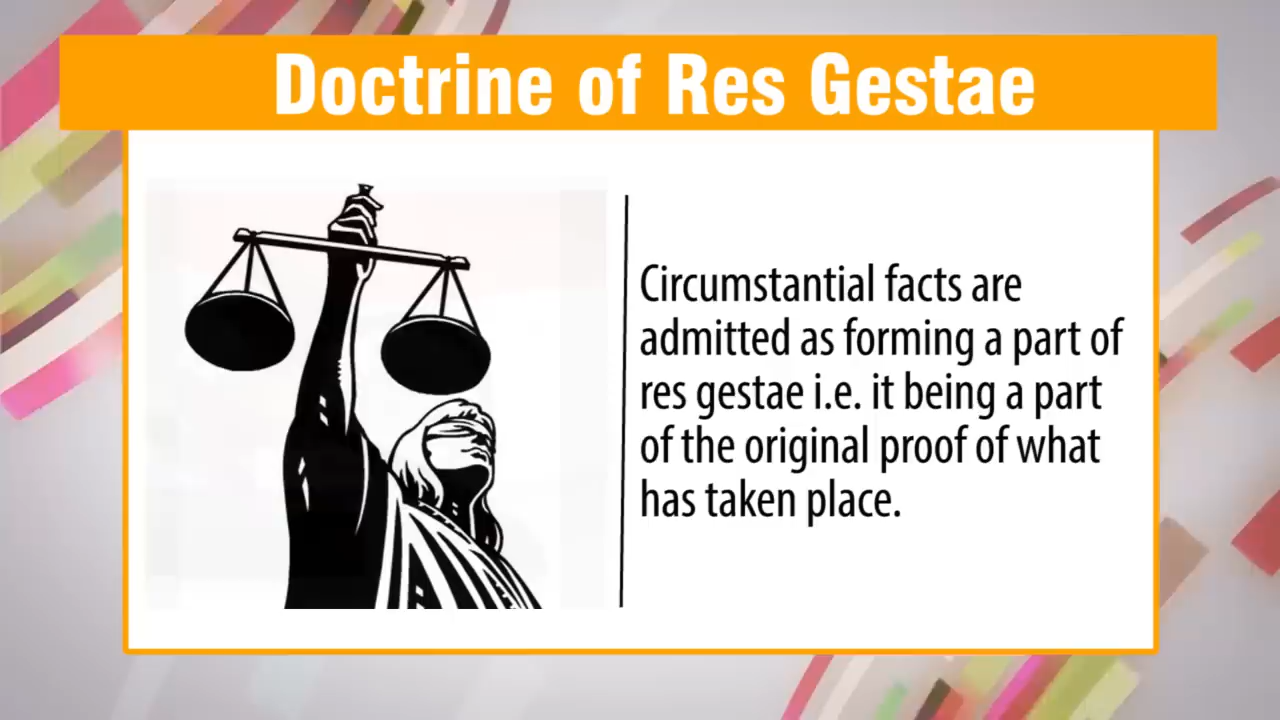 Doctrine of Res Gestae
Circumstantial facts are
admitted as forming a part of
res gestae i.e. it being a part
of the original proof of what
has taken place.